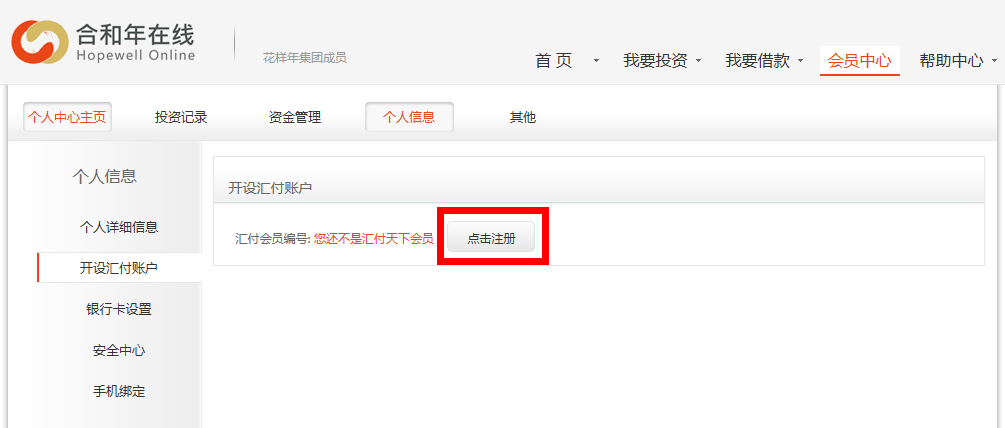 合和年在线
Hopewell Online
花样年集团成员
首 页 我要投资 我要借款 会员中心 帮助中心
个人中心主页 投资记录 资金管理 个人信息 其他
个人信息
个人详细信息
开设汇付账户
银行卡设置
安全中心
手机绑定
开设汇付账户
汇付会员编号: 您还不是汇付天下会员 点击注册